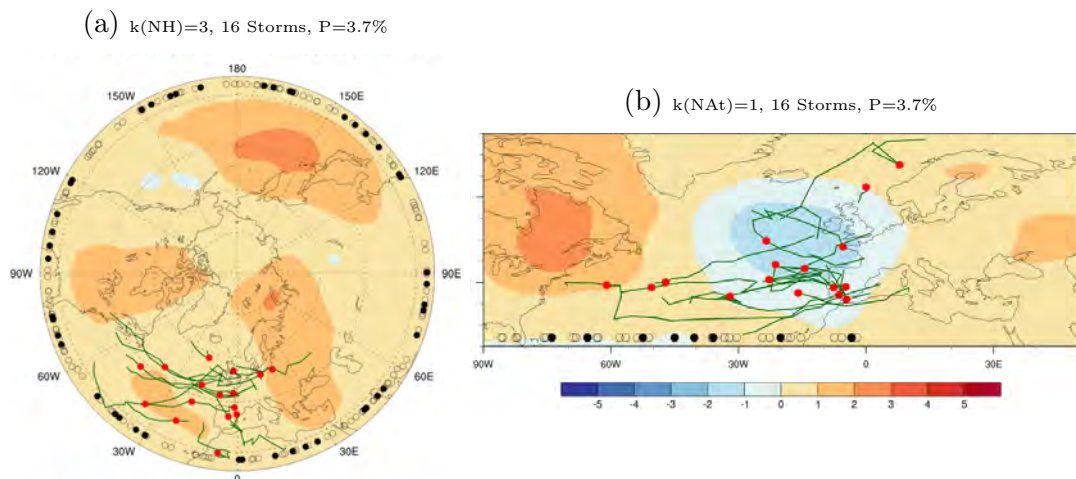 (a) k(NH)=3, 16 Storms, P=3.7%
180
150W 150E
120W 120E
90W 90E
60W 60E
30W 30E
0
(b) k(NAt)=1, 16 Storms, P=3.7%
90W 60W 30W 0 30E
-5 -4 -3 -2 -1 0 1 2 3 4 5